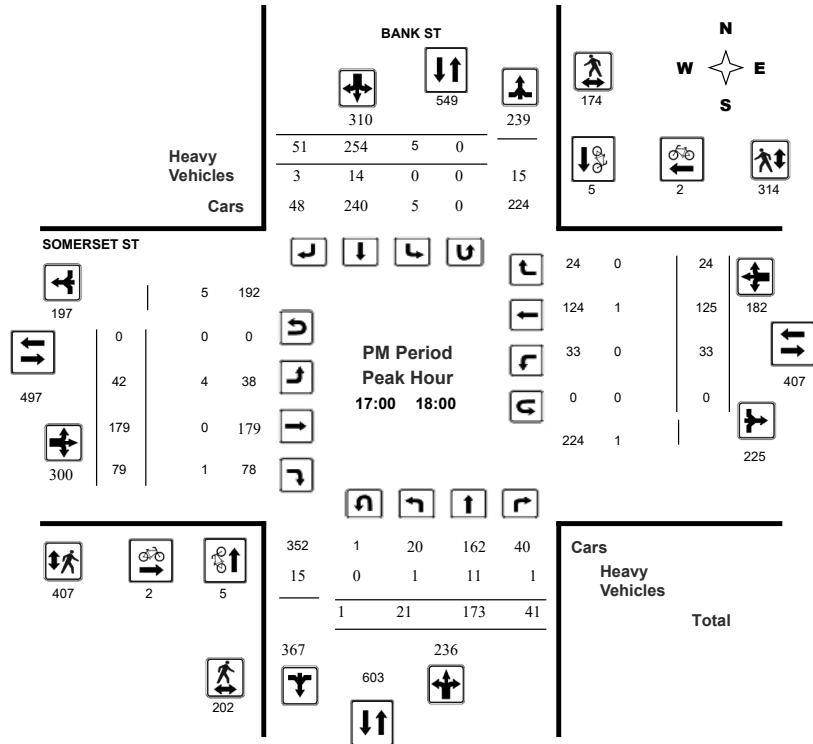 BANK ST
N
W E
S
549
174
310 239
51 254 5 0
Heavy
Vehicles
3 14 0 0 15
Cars 48 240 5 0 224
5 2 314
SOMERSET ST
24 0 24
197
5 192
182
124 1 125
0 0 0
497
PM Period
Peak Hour
17:00 18:00
33 0 33
407
42 4 38
0 0 0
179 0 179
224 1
225
300
79 1 78
352 1 20 162 40 Cars
15 0 1 11 1 Heavy
Vehicles
407 2 5
1 21 173 41 Total
367 603 236
202